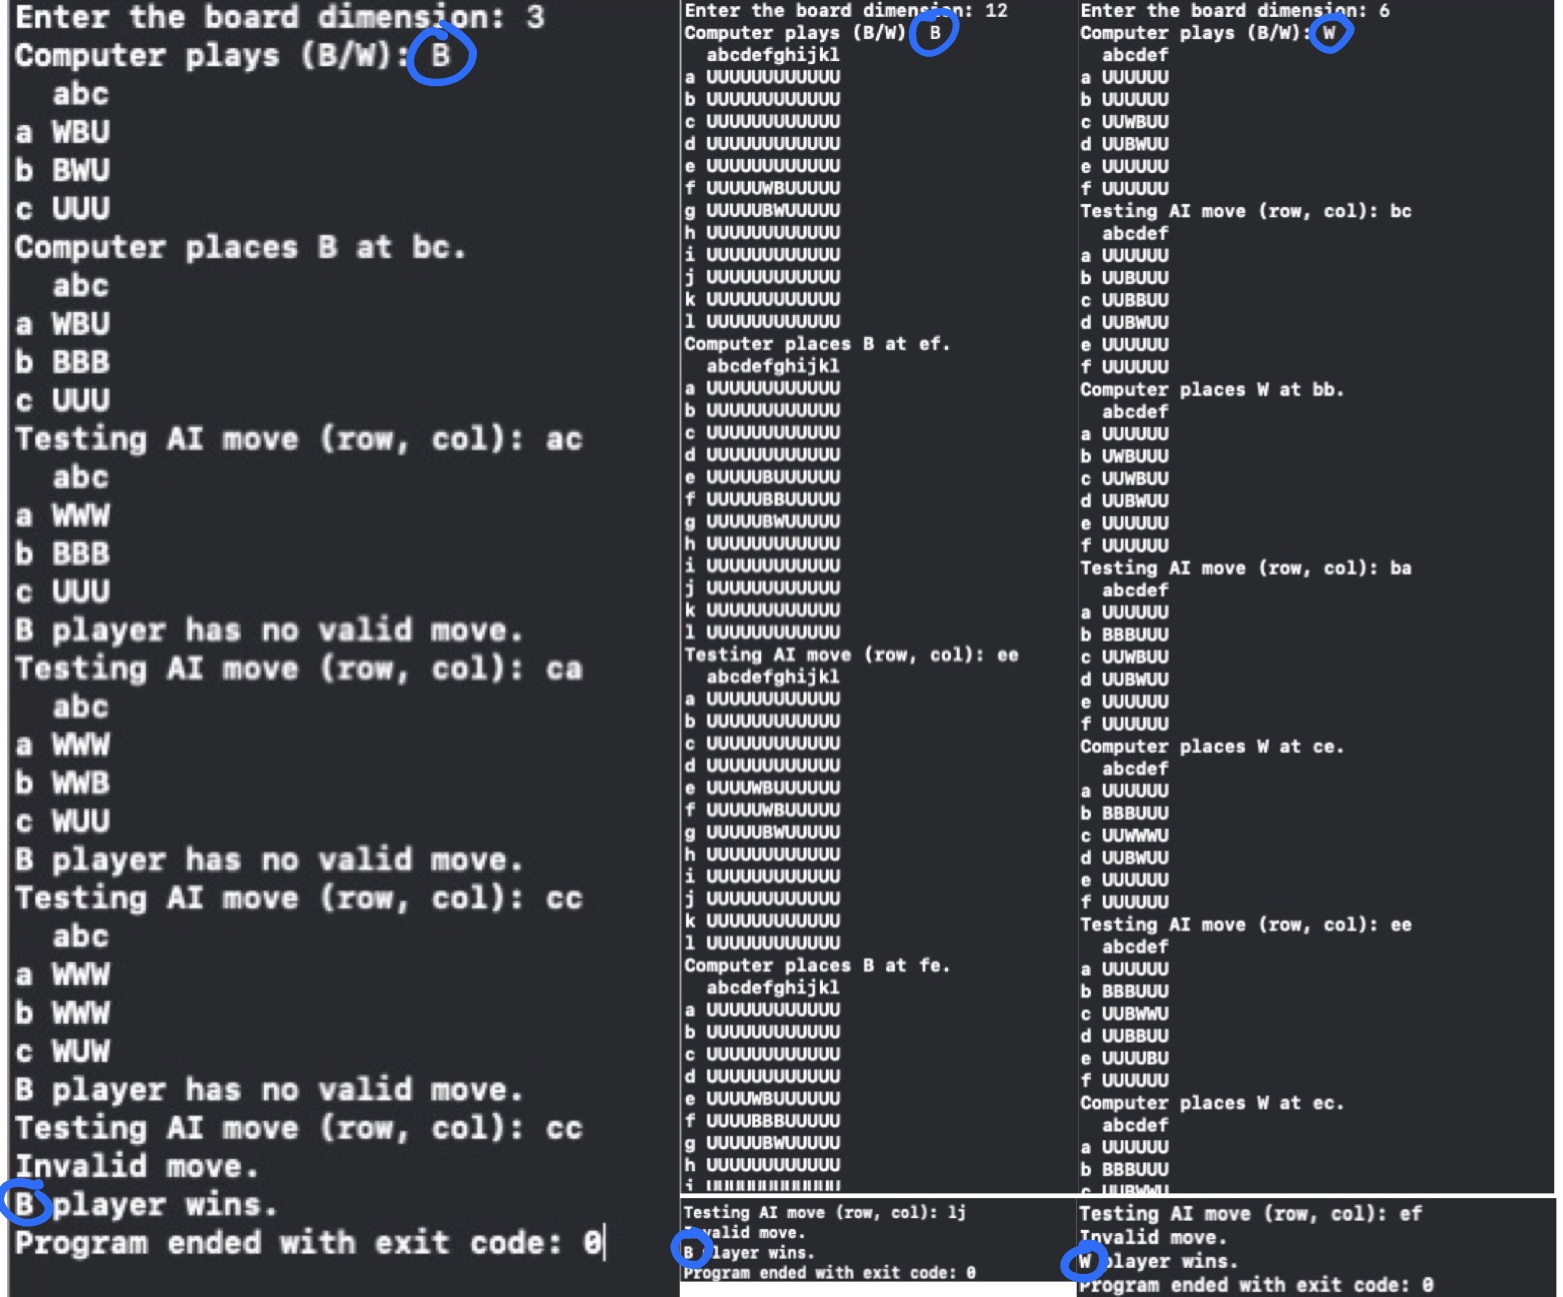 Enter the board dimension: 3
Computer plays (B/W): B
  abc
a WBU
b BWU
c UUU
Computer places B at bc.
  abc
a WBU
b BBB
c UUU
Testing AI move (row, col): ac
  abc
a WWW
b BBB
c UUU
B player has no valid move.
Testing AI move (row, col): ca
  abc
a WWW
b WWB
c WUU
B player has no valid move.
Testing AI move (row, col): cc
  abc
a WWW
b WWW
c WUW
B player has no valid move.
Testing AI move (row, col): cc
Invalid move.
B player wins.
Program ended with exit code: 0
Enter the board dimension: 12
Computer plays (B/W) B
  abcdefghijkl
a UUUUUUUUUUUU
b UUUUUUUUUUUU
c UUUUUUUUUUUU
d UUUUUUUUUUUU
e UUUUUUUUUUUU
f UUUUUWBUUUUU
g UUUUUBWUUUUU
h UUUUUUUUUUUU
i UUUUUUUUUUUU
j UUUUUUUUUUUU
k UUUUUUUUUUUU
l UUUUUUUUUUUU
Computer places B at ef.
  abcdefghijkl
a UUUUUUUUUUUU
b UUUUUUUUUUUU
c UUUUUUUUUUUU
d UUUUUUUUUUUU
e UUUUUBUUUUUU
f UUUUUBBUUUUU
g UUUUUBWUUUUU
h UUUUUUUUUUUU
i UUUUUUUUUUUU
j UUUUUUUUUUUU
k UUUUUUUUUUUU
l UUUUUUUUUUUU
Testing AI move (row, col): ee
  abcdefghijkl
a UUUUUUUUUUUU
b UUUUUUUUUUUU
c UUUUUUUUUUUU
d UUUUUUUUUUUU
e UUUUWBUUUUUU
f UUUUUWBUUUUU
g UUUUUBWUUUUU
h UUUUUUUUUUUU
i UUUUUUUUUUUU
j UUUUUUUUUUUU
k UUUUUUUUUUUU
l UUUUUUUUUUUU
Computer places B at fe.
  abcdefghijkl
a UUUUUUUUUUUU
b UUUUUUUUUUUU
c UUUUUUUUUUUU
d UUUUUUUUUUUU
e UUUUWBUUUUUU
f UUUUBBBUUUUU
g UUUUUBWUUUUU
h UUUUUUUUUUUU
i UUUUUUUUUUUU
Testing AI move (row, col): lj
Invalid move.
B player wins.
Program ended with exit code: 0
Enter the board dimension: 6
Computer plays (B/W): W
  abcdef
a UUUUUU
b UUUUUU
c UUWBUU
d UUBWUU
e UUUUUU
f UUUUUU
Testing AI move (row, col): bc
  abcdef
a UUUUUU
b UUBUUU
c UUBBUU
d UUBWUU
e UUUUUU
f UUUUUU
Computer places W at bb.
  abcdef
a UUUUUU
b UWBUUU
c UUWBUU
d UUBWUU
e UUUUUU
f UUUUUU
Testing AI move (row, col): ba
  abcdef
a UUUUUU
b BBBUUU
c UUWBUU
d UUBWUU
e UUUUUU
f UUUUUU
Computer places W at ce.
  abcdef
a UUUUUU
b BBBUUU
c UUWWWU
d UUBWUU
e UUUUUU
f UUUUUU
Testing AI move (row, col): ee
  abcdef
a UUUUUU
b BBBUUU
c UUBWWU
d UUBBUU
e UUUUBU
f UUUUUU
Computer places W at ec.
  abcdef
a UUUUUU
b BBBUUU
c UUBWWU
Testing AI move (row, col): ef
Invalid move.
W player wins.
Program ended with exit code: 0